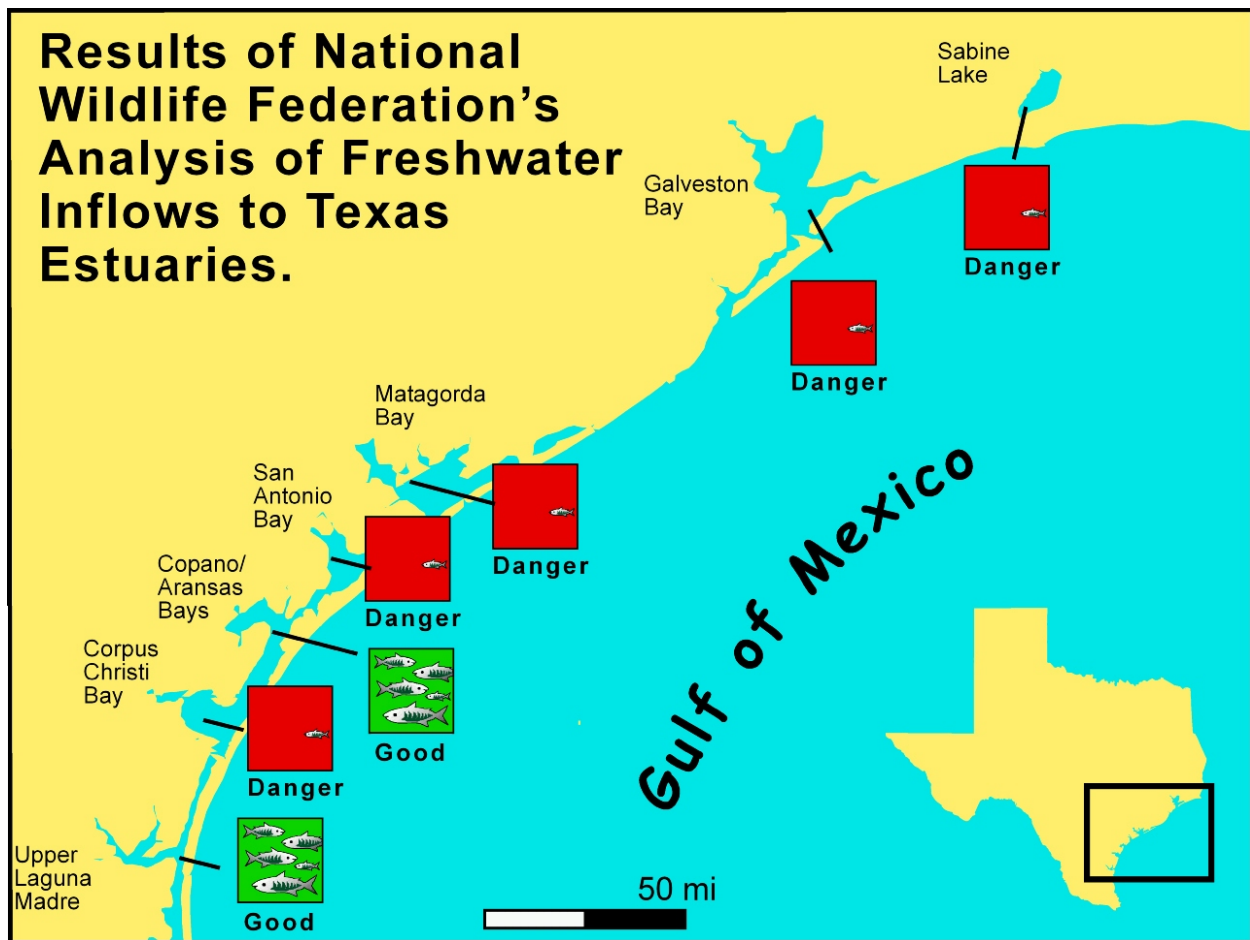 Results of National
Wildlife Federation's
Analysis of Freshwater
Inflows to Texas
Estuaries.
Sabine
Lake
Danger
Galveston
Bay
Danger
Matagorda
Bay
Danger
San
Antonio
Bay
Danger
Copano/
Aransas
Bays
Good
Corpus
Christi
Bay
Danger
Upper
Laguna
Madre
Good
Gulf of Mexico
50 mi